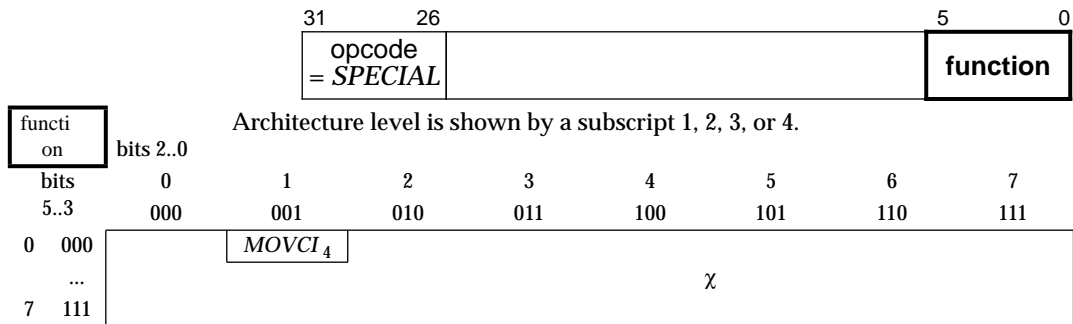 31 26 5 0
opcode
= SPECIAL
function
functi
on
Architecture level is shown by a subscript 1, 2, 3, or 4.
bits 2..0
bits 0 1 2 3 4 5 6 7
5..3 000 001 010 011 100 101 110 111
0 000 MOVCI 4
... χ
7 111